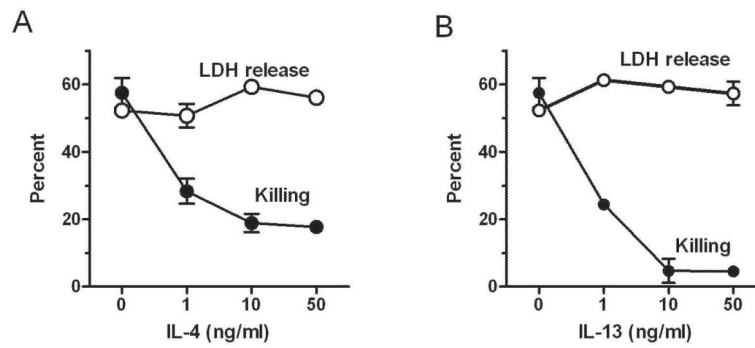 A
Percent
60
40
20
0
LDH release
Killing
0 1 10 50
IL-4 (ng/ml)
B
Percent
60
40
20
0
LDH release
Killing
0 1 10 50
IL-13 (ng/ml)